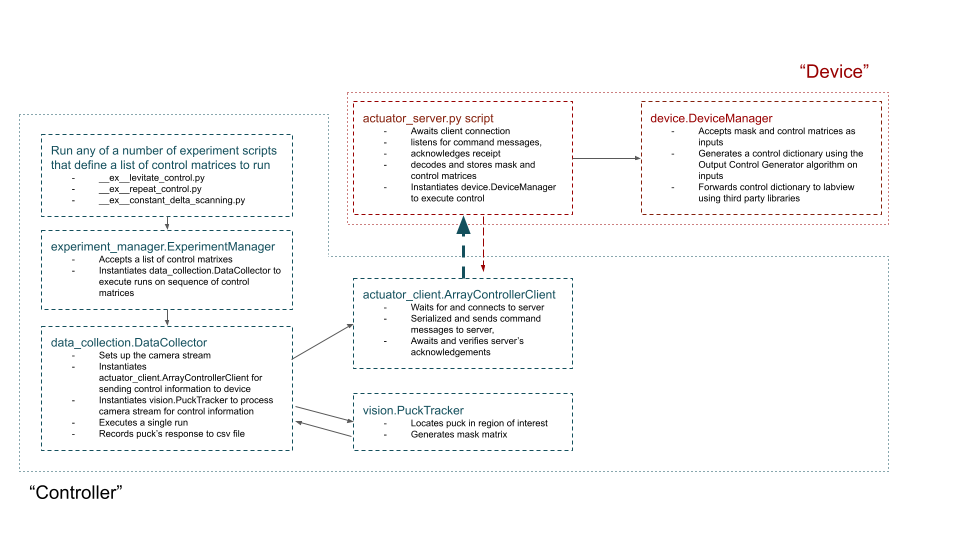 “Device”
actuator_server.py script
- Awaits client connection
- listens for command messages,
- acknowledges receipt
- decodes and stores mask and
control matrices
- Instantiates device.DeviceManager
to execute control
device.DeviceManager
- Accepts mask and control matrices as
inputs
- Generates a control dictionary using the
Output Control Generator algorithm on
inputs
- Forwards control dictionary to labview
using third party libraries
Run any of a number of experiment scripts
that define a list of control matrices to run
- __ex__levitate_control.py
- __ex__repeat_control.py
- __ex__constant_delta_scanning.py
experiment_manager.ExperimentManager
- Accepts a list of control matrixes
- Instantiates data_collection.DataCollector to
execute runs on sequence of control
matrices
data_collection.DataCollector
- Sets up the camera stream
- Instantiates
actuator_client.ArrayControllerClient for
sending control information to device
- Instantiates vision.PuckTracker to process
camera stream for control information
- Executes a single run
- Records puck’s response to csv file
actuator_client.ArrayControllerClient
- Waits for and connects to server
- Serialized and sends command
messages to server,
- Awaits and verifies server’s
acknowledgements
vision.PuckTracker
- Locates puck in region of interest
- Generates mask matrix
“Controller”